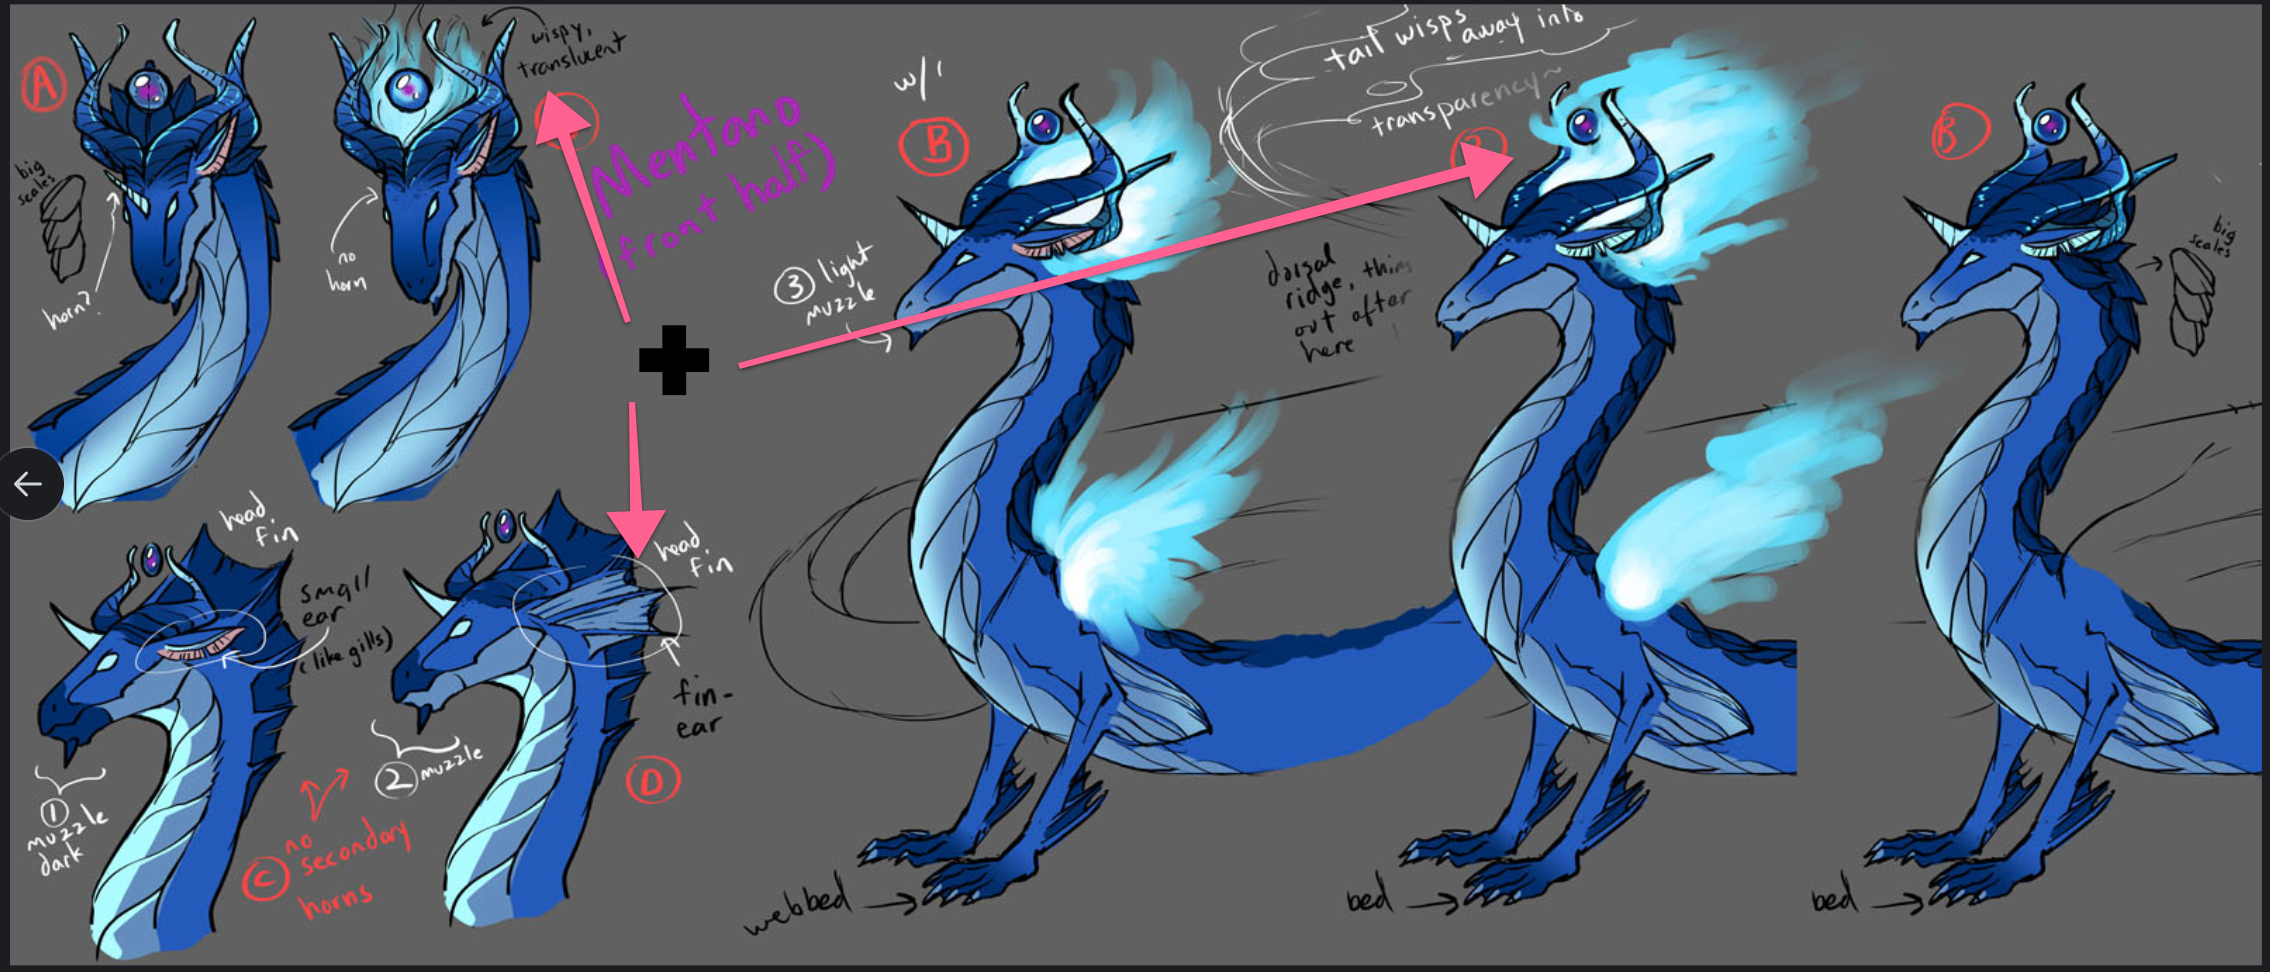 A
wispy,
translucent
big
scales
horn?
no
horn
Mentano
(front half)
w/
B
tail wisps
away into
transparency~
3 light
muzzle
dorsal
ridge, thins
out after
here
B
big
scales
head
fin
small
ear
(like gills)
head
fin
fin-
ear
1
muzzle
dark
2 muzzle
D
C no
secondary
horns
webbed
bed
bed